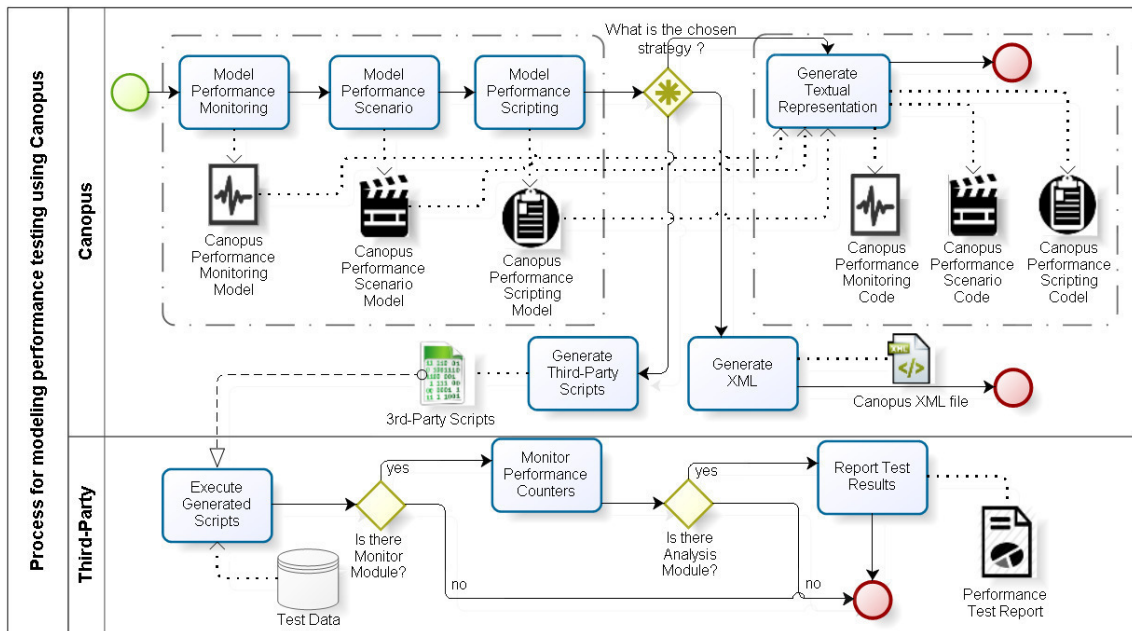 Process for modeling performance testing using Canopus
Canopus
What is the chosen
strategy ?
Model
Performance
Monitoring
Model
Performance
Scenario
Model
Performance
Scripting
Generate
Textual
Representation
Canopus
Performance
Monitoring
Model
Canopus
Performance
Scenario
Model
Canopus
Performance
Scripting
Model
Canopus
Performance
Monitoring
Code
Canopus
Performance
Scenario
Code
Canopus
Performance
Scripting
Codel
Generate
Third-Party
Scripts
Generate
XML
XML
3rd-Party Scripts
Canopus XML file
Third-Party
Execute
Generated
Scripts
yes
Is there
Monitor
Module?
no
Monitor
Performance
Counters
yes
Is there
Analysis
Module?
no
Report Test
Results
Test Data
Performance
Test Report